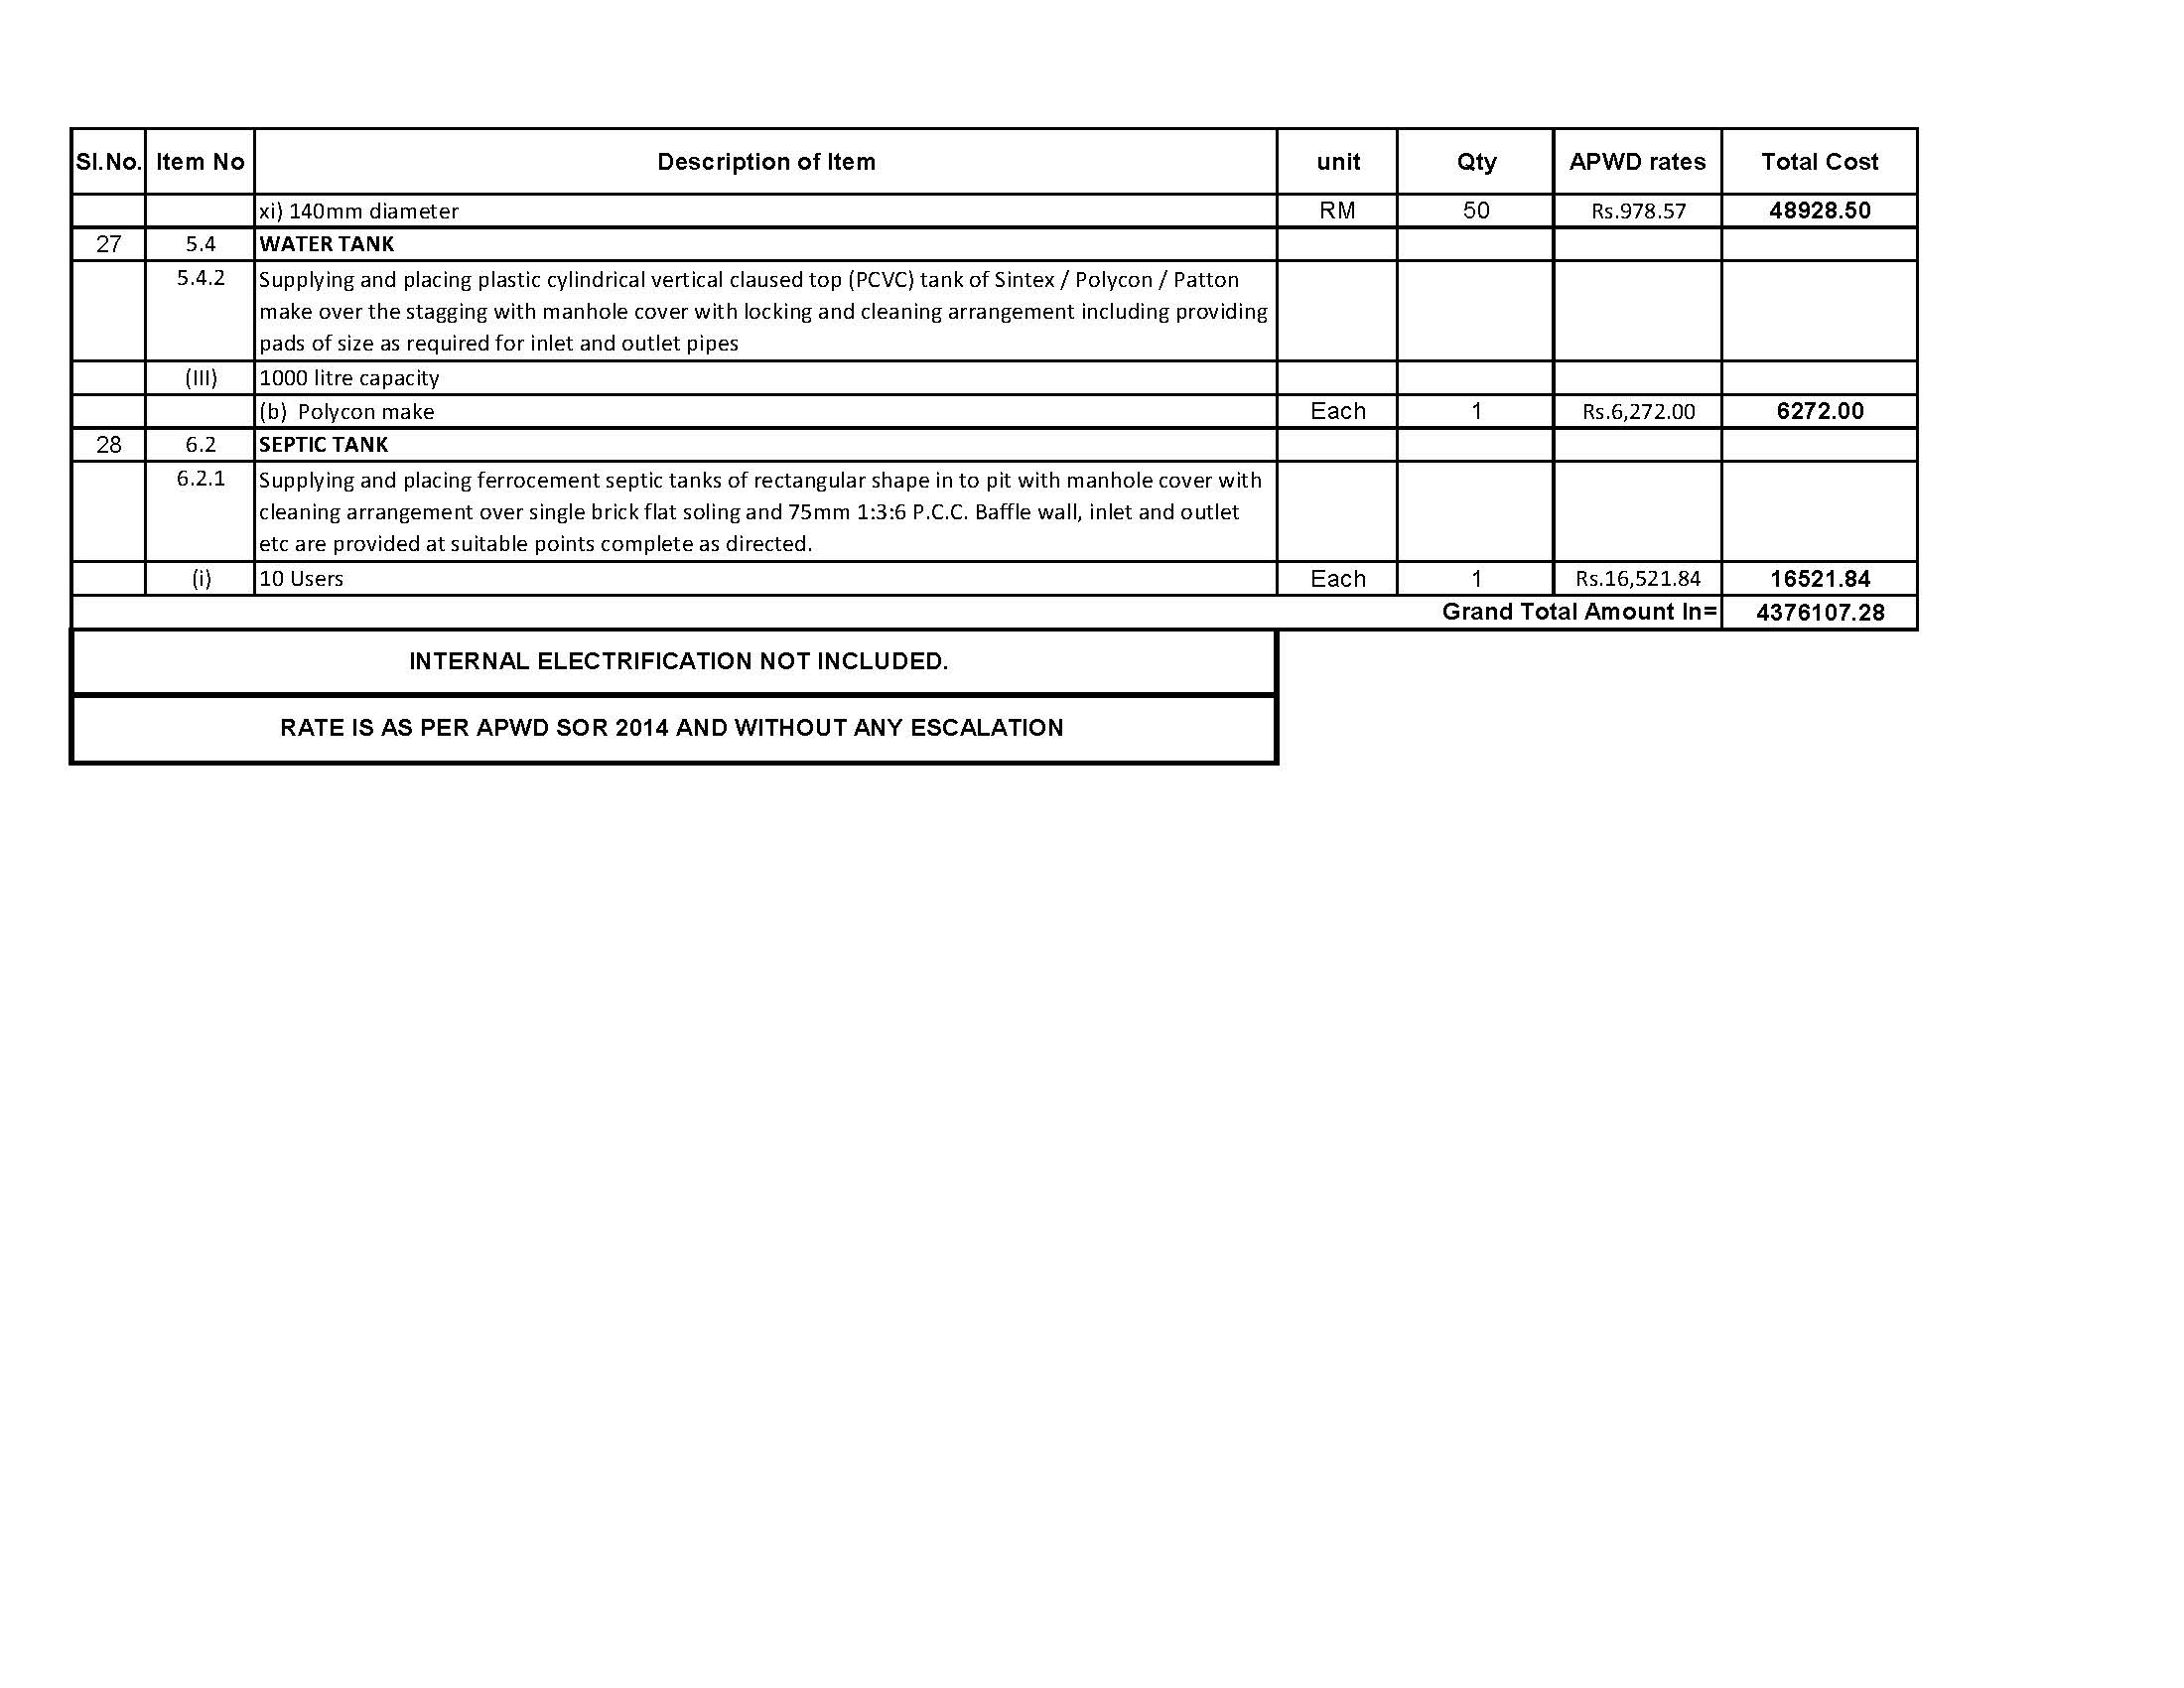 Sl.No. Item No Description of Item unit Qty APWD rates Total Cost
xi) 140mm diameter RM 50 Rs.978.57 48928.50
27 5.4 WATER TANK
5.4.2 Supplying and placing plastic cylindrical vertical claused top (PCVC) tank of Sintex / Polycon / Patton
make over the stagging with manhole cover with locking and cleaning arrangement including providing
pads of size as required for inlet and outlet pipes
(III) 1000 litre capacity
(b) Polycon make Each 1 Rs.6,272.00 6272.00
28 6.2 SEPTIC TANK
6.2.1 Supplying and placing ferrocement septic tanks of rectangular shape in to pit with manhole cover with
cleaning arrangement over single brick flat soling and 75mm 1:3:6 P.C.C. Baffle wall, inlet and outlet
etc are provided at suitable points complete as directed.
(i) 10 Users Each 1 Rs.16,521.84 16521.84
Grand Total Amount In= 4376107.28
INTERNAL ELECTRIFICATION NOT INCLUDED.
RATE IS AS PER APWD SOR 2014 AND WITHOUT ANY ESCALATION